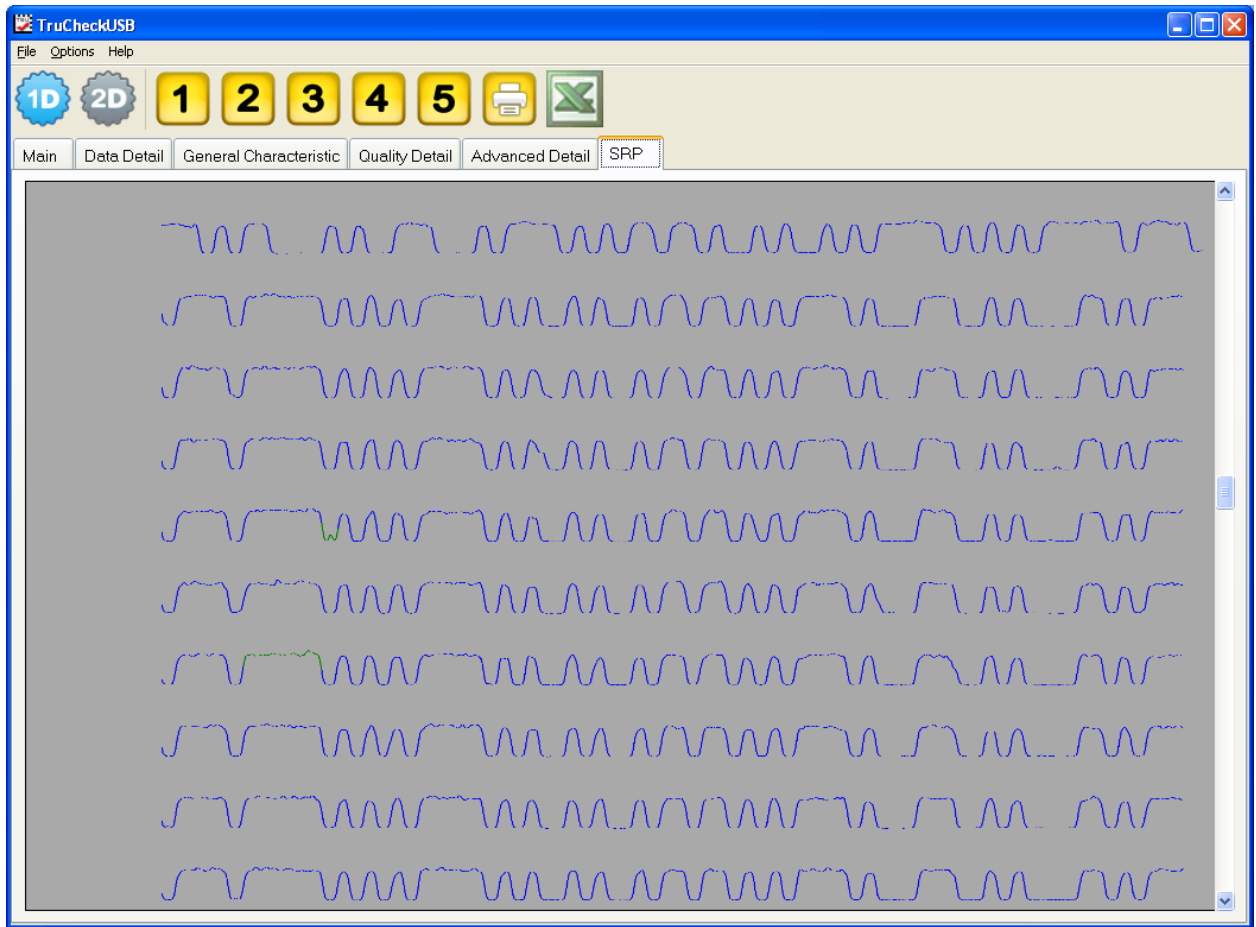 TruCheckUSB
File Options Help
1D 2D 1 2 3 4 5
Main Data Detail General Characteristic Quality Detail Advanced Detail SRP